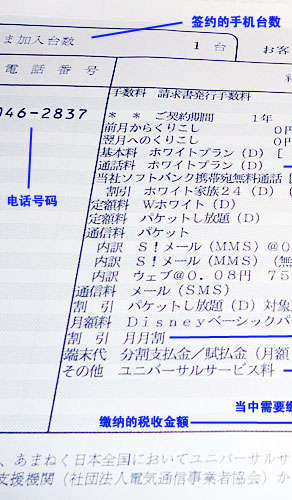 签约的手机台数
ま加入台数
1 台
お客
電話番号
手数料 請求書発行手数料
046-2837
* * ご契約期間 1年
前月からくりこし 0円
翌月へのくりこし 0円
基本料 ホワイトプラン(D) [
通話料 ホワイトプラン(D)
当社ソフトバンク携帯宛無料通話 [
割引 ホワイト家族24(D) (
定額料 Wホワイト(D)
电话号码
定額料 パケットし放題(D)
通信料 パケット
内訳 S!メール(MMS)@0
内訳 S!メール(MMS)(無
内訳 ウェブ@0.08円 75
通信料 メール(SMS)
割 引 パケットし放題(D)対象
月額料 Disneyベーシックパ
割 引 月月割
端末代 分割支払金/賦払金(月額
その他 ユニバーサルサービス料
当中需要缴
缴纳的税收金额
、あまねく日本全国においてユニバーサルサ
支援機関(社団法人電気通信事業者協会)か